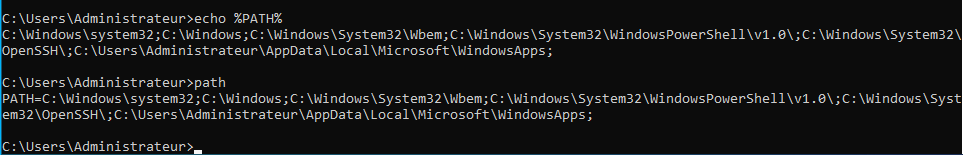 C:\Users\Administrateur>echo %PATH%
C:\Windows\system32;C:\Windows;C:\Windows\System32\Wbem;C:\Windows\System32\WindowsPowerShell\v1.0\;C:\Windows\System32\
OpenSSH\;C:\Users\Administrateur\AppData\Local\Microsoft\WindowsApps;
C:\Users\Administrateur>path
PATH=C:\Windows\system32;C:\Windows;C:\Windows\System32\Wbem;C:\Windows\System32\WindowsPowerShell\v1.0\;C:\Windows\Syst
em32\OpenSSH\;C:\Users\Administrateur\AppData\Local\Microsoft\WindowsApps;
C:\Users\Administrateur>